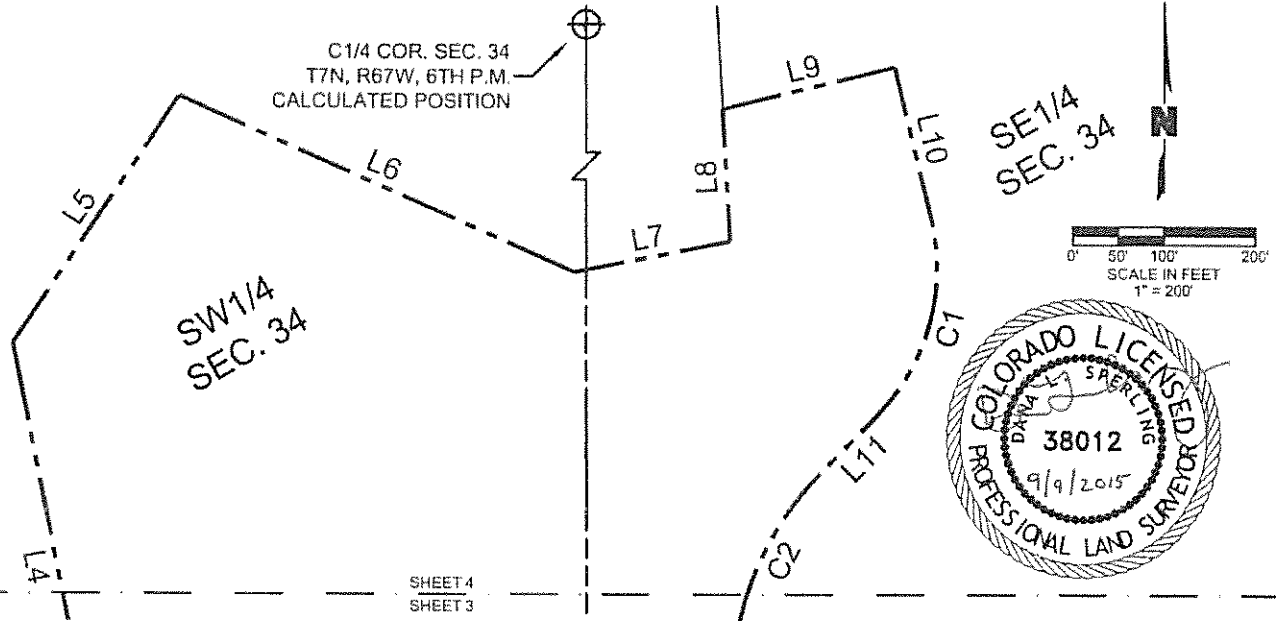 C1/4 COR. SEC. 34
T7N, R67W, 6TH P.M.
CALCULATED POSITION
L9
SE1/4
SEC. 34
N
L10
L6
L8
L5
L7
0' 50' 100' 200'
SCALE IN FEET
1" = 200'
SW1/4
SEC. 34
C1
COLORADO LICENSED
DANA L. SPERLING
38012
9/9/2015
PROFESSIONAL LAND SURVEYOR
L11
C2
L4
SHEET 4
SHEET 3